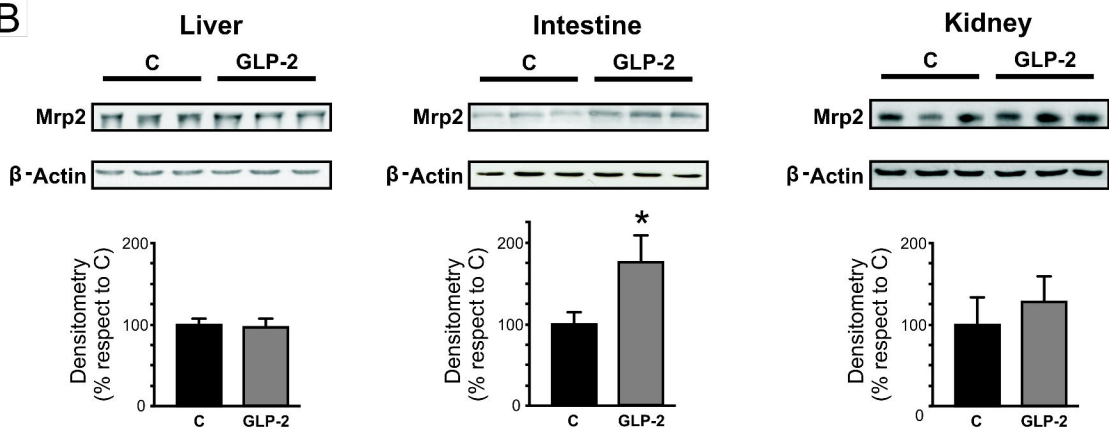 B
Liver Intestine Kidney
C GLP-2 C GLP-2 C GLP-2
Mrp2 Mrp2 Mrp2
β-Actin β-Actin β-Actin
*
200 200 200
Densitometry
(% respect to C)
Densitometry
(% respect to C)
Densitometry
(% respect to C)
100 100 100
0 0 0
C GLP-2 C GLP-2 C GLP-2